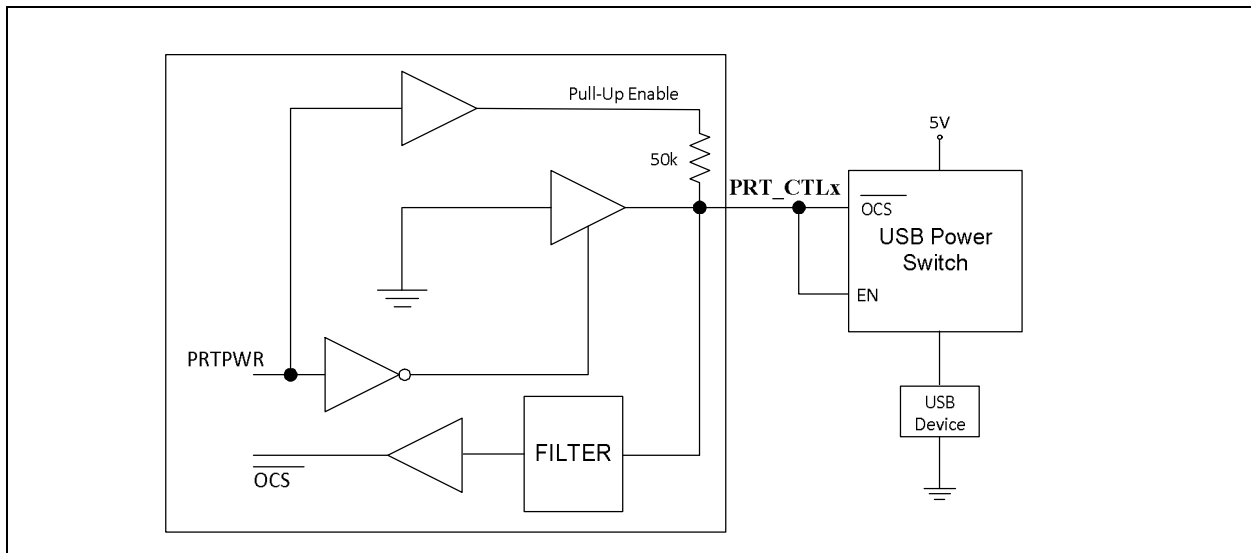 Pull-Up Enable
50k
PRT_CTLx
5V
OCS
USB Power
Switch
EN
PRTPWR
FILTER
OCS
USB
Device